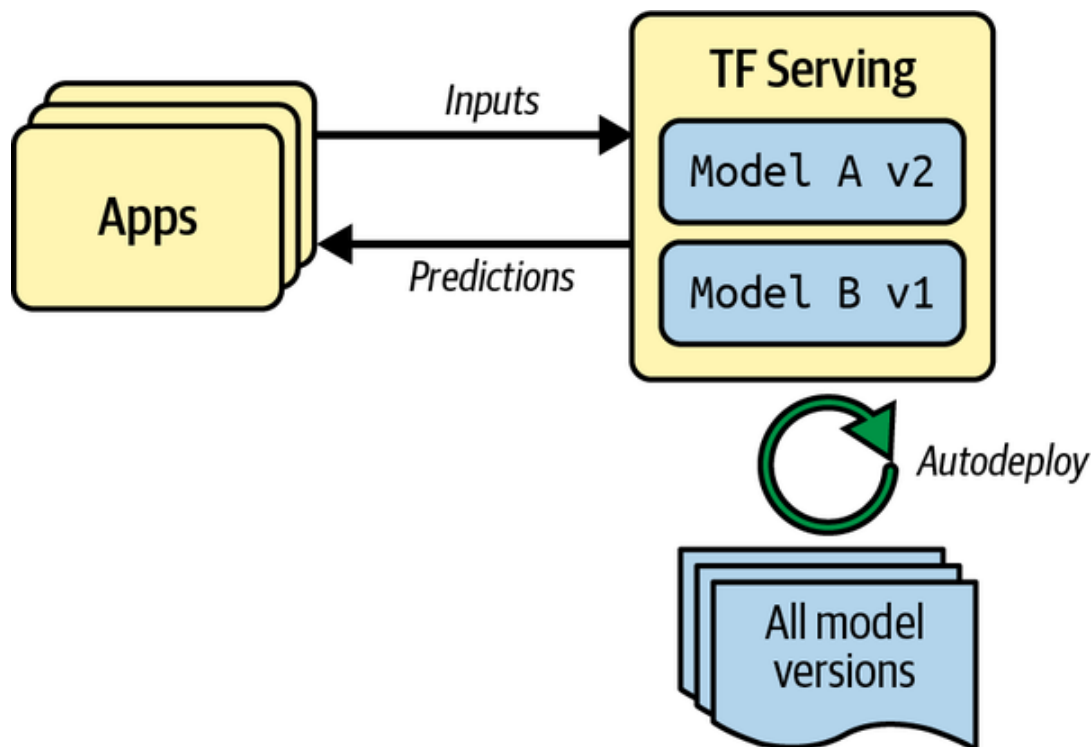 TF Serving
Inputs
Model A v2
Apps
Predictions
Model B v1
Autodeploy
All model
versions